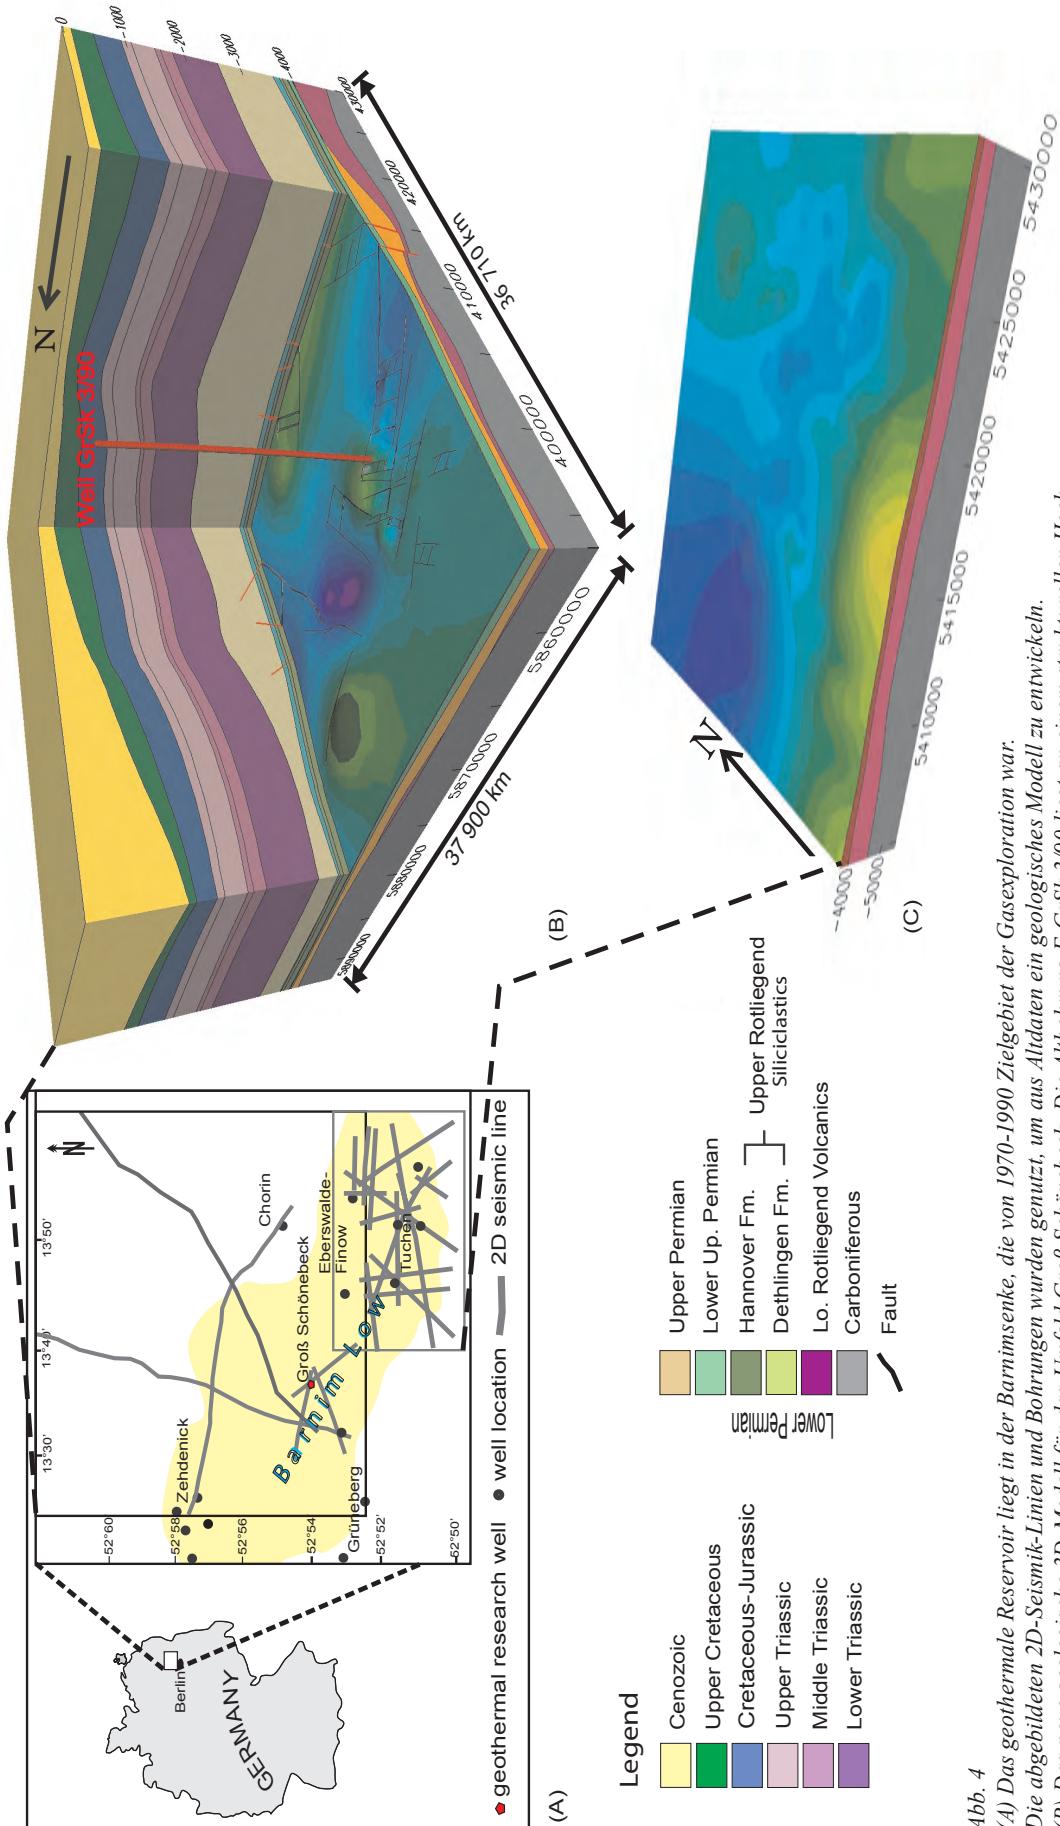 GERMANY
Berlin
13°30'
13°40'
13°50'
52°60'
52°58'
52°56'
52°54'
52°52'
52°50'
N
Zehdenick
Chorin
Groß Schönebeck
Eberswalde-
Finow
Barnim Low
Grüneberg
Tuchen
geothermal research well
well location
2D seismic line
(A)
N
Well GrSk 3/90
0
-1000
-2000
-3000
-4000
430000
420000
410000
400000
36 710 km
5860000
5870000
5880000
5890000
37 900 km
(B)
N
-4000
-5000
5410000
5415000
5420000
5425000
5430000
(C)
Legend
Cenozoic
Upper Cretaceous
Cretaceous-Jurassic
Upper Triassic
Middle Triassic
Lower Triassic
Upper Permian
Lower Up. Permian
Hannover Fm.
Dethlingen Fm.
Upper Rotliegend
Siliciclastics
Lo. Rotliegend Volcanics
Carboniferous
Fault
Lower Permian
Abb. 4
(A) Das geothermale Reservoir liegt in der Barnimsenke, die von 1970-1990 Zielgebiet der Gasexploration war.
Die abgebildeten 2D-Seismik-Linien und Bohrungen wurden genutzt, um aus Altdaten ein geologisches Modell zu entwickeln.